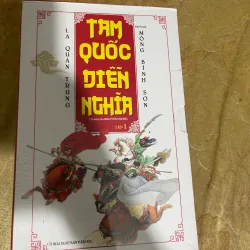 TAM
QUỐC
DIỄN
NGHĨA
LA QUÁN TRUNG
MỘNG BÌNH SƠN
TẬP 1